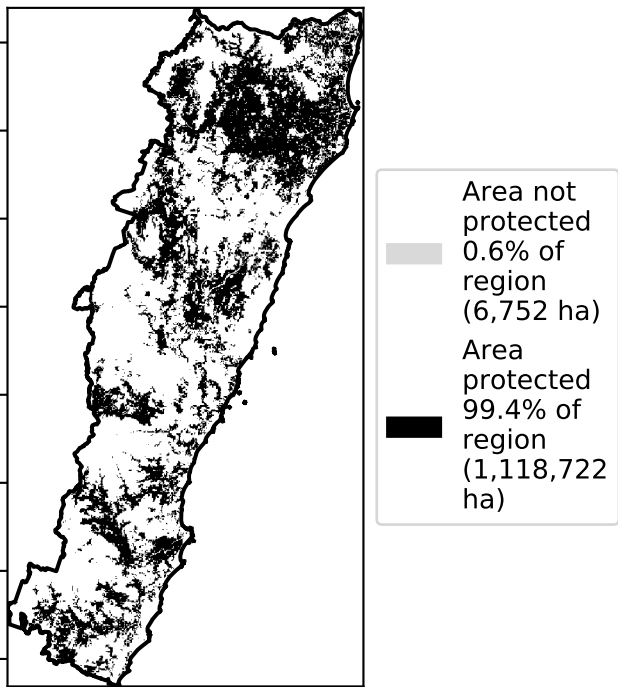 Area not
protected
0.6% of
region
(6,752 ha)
Area
protected
99.4% of
region
(1,118,722
ha)